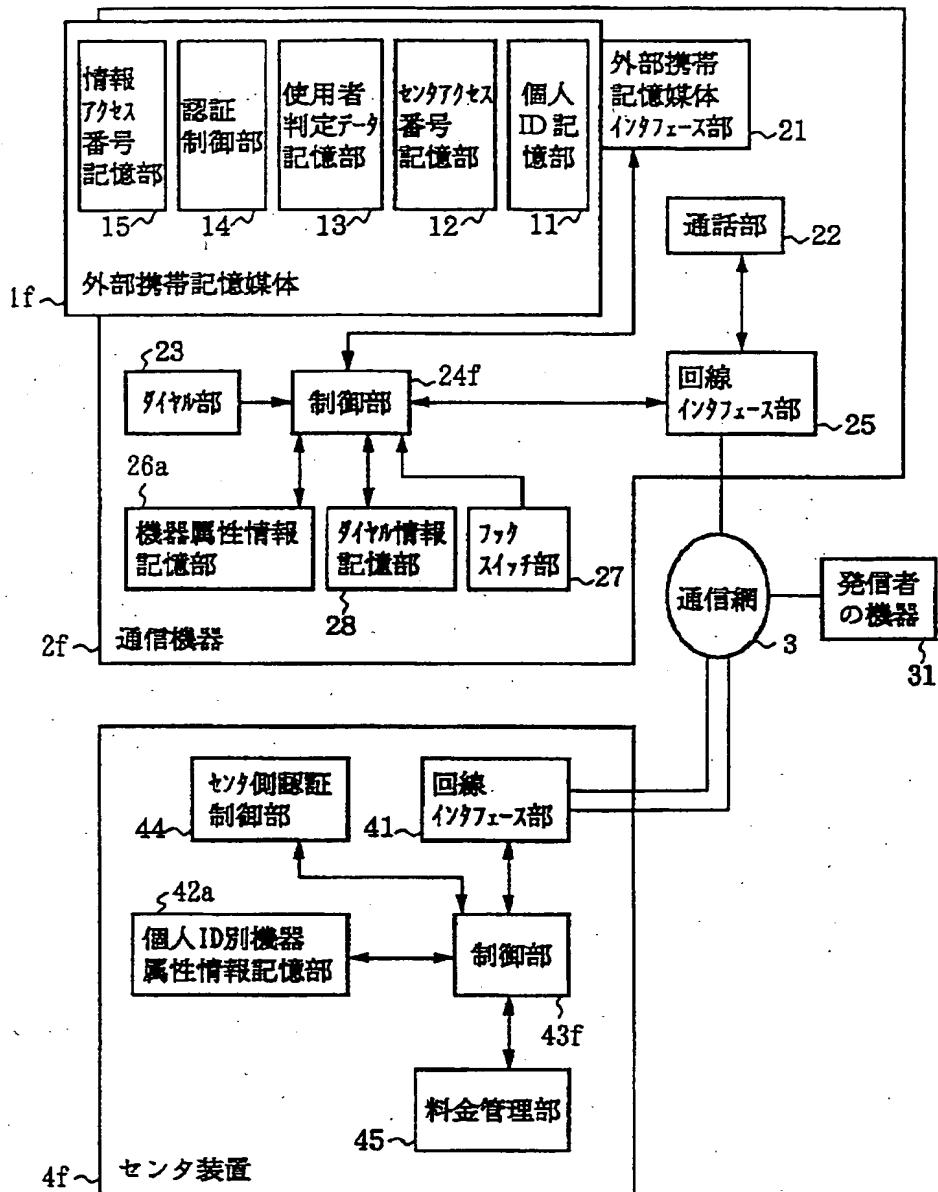 情報
アクセス
番号
記憶部
15
認証
制御部
14
使用者
判定データ
記憶部
13
センタアクセス
番号
記憶部
12
個人
ID記
憶部
11
外部携帯
記憶媒体
インタフェース部
21
外部携帯記憶媒体
1f
通話部
22
23
ダイヤル部
制御部
24f
回線
インタフェース部
25
26a
機器属性情報
記憶部
ダイヤル情報
記憶部
28
フック
スイッチ部
27
通信機器
2f
通信網
3
発信者
の機器
31
センタ側認証
制御部
44
回線
インタフェース部
41
42a
個人ID別機器
属性情報記憶部
制御部
43f
料金管理部
45
センタ装置
4f